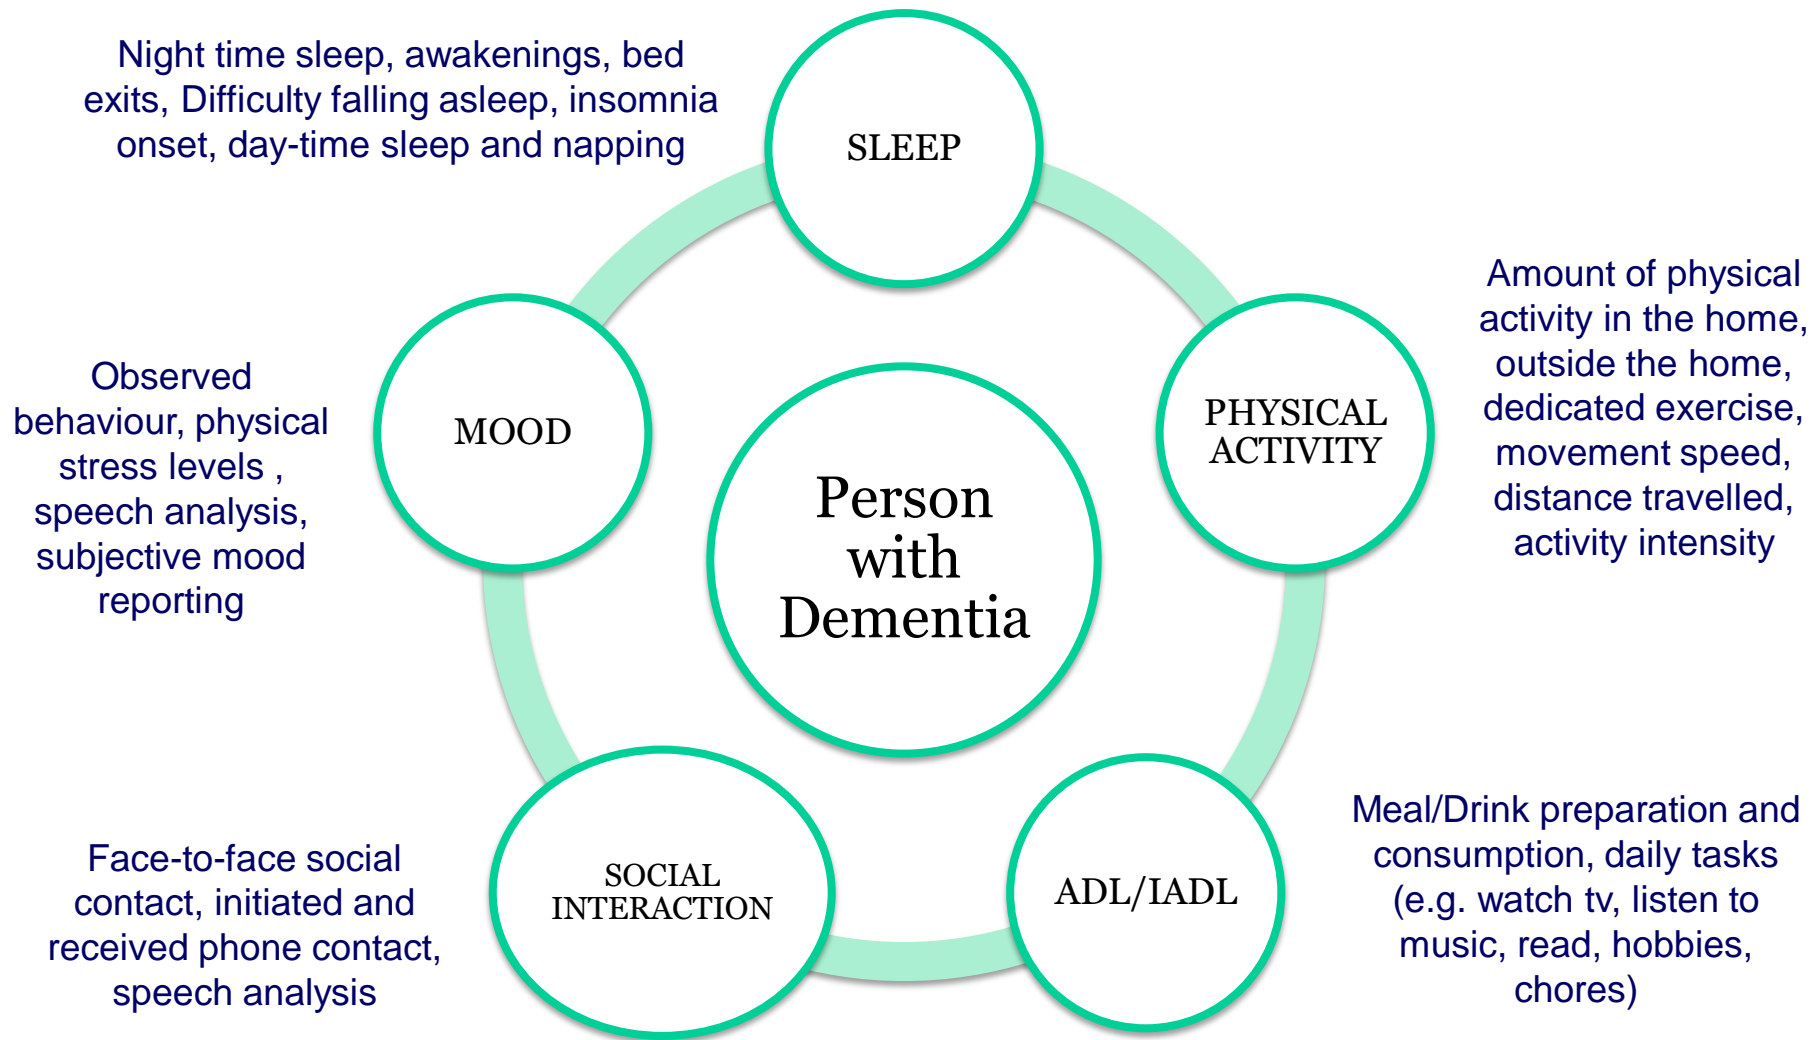 Night time sleep, awakenings, bed
exits, Difficulty falling asleep, insomnia
onset, day-time sleep and napping
SLEEP
Amount of physical
activity in the home,
outside the home,
dedicated exercise,
movement speed,
distance travelled,
activity intensity
PHYSICAL
ACTIVITY
Observed
behaviour, physical
stress levels ,
speech analysis,
subjective mood
reporting
MOOD
Person
with
Dementia
Face-to-face social
contact, initiated and
received phone contact,
speech analysis
SOCIAL
INTERACTION
ADL/IADL
Meal/Drink preparation and
consumption, daily tasks
(e.g. watch tv, listen to
music, read, hobbies,
chores)